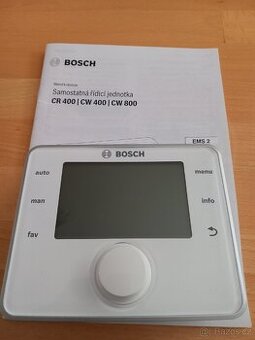 BOSCH
Samostatná řídicí jednotka
CR 400 | CW 400 | CW 800
EMS 2
BOSCH
auto
menu
man
info
fav